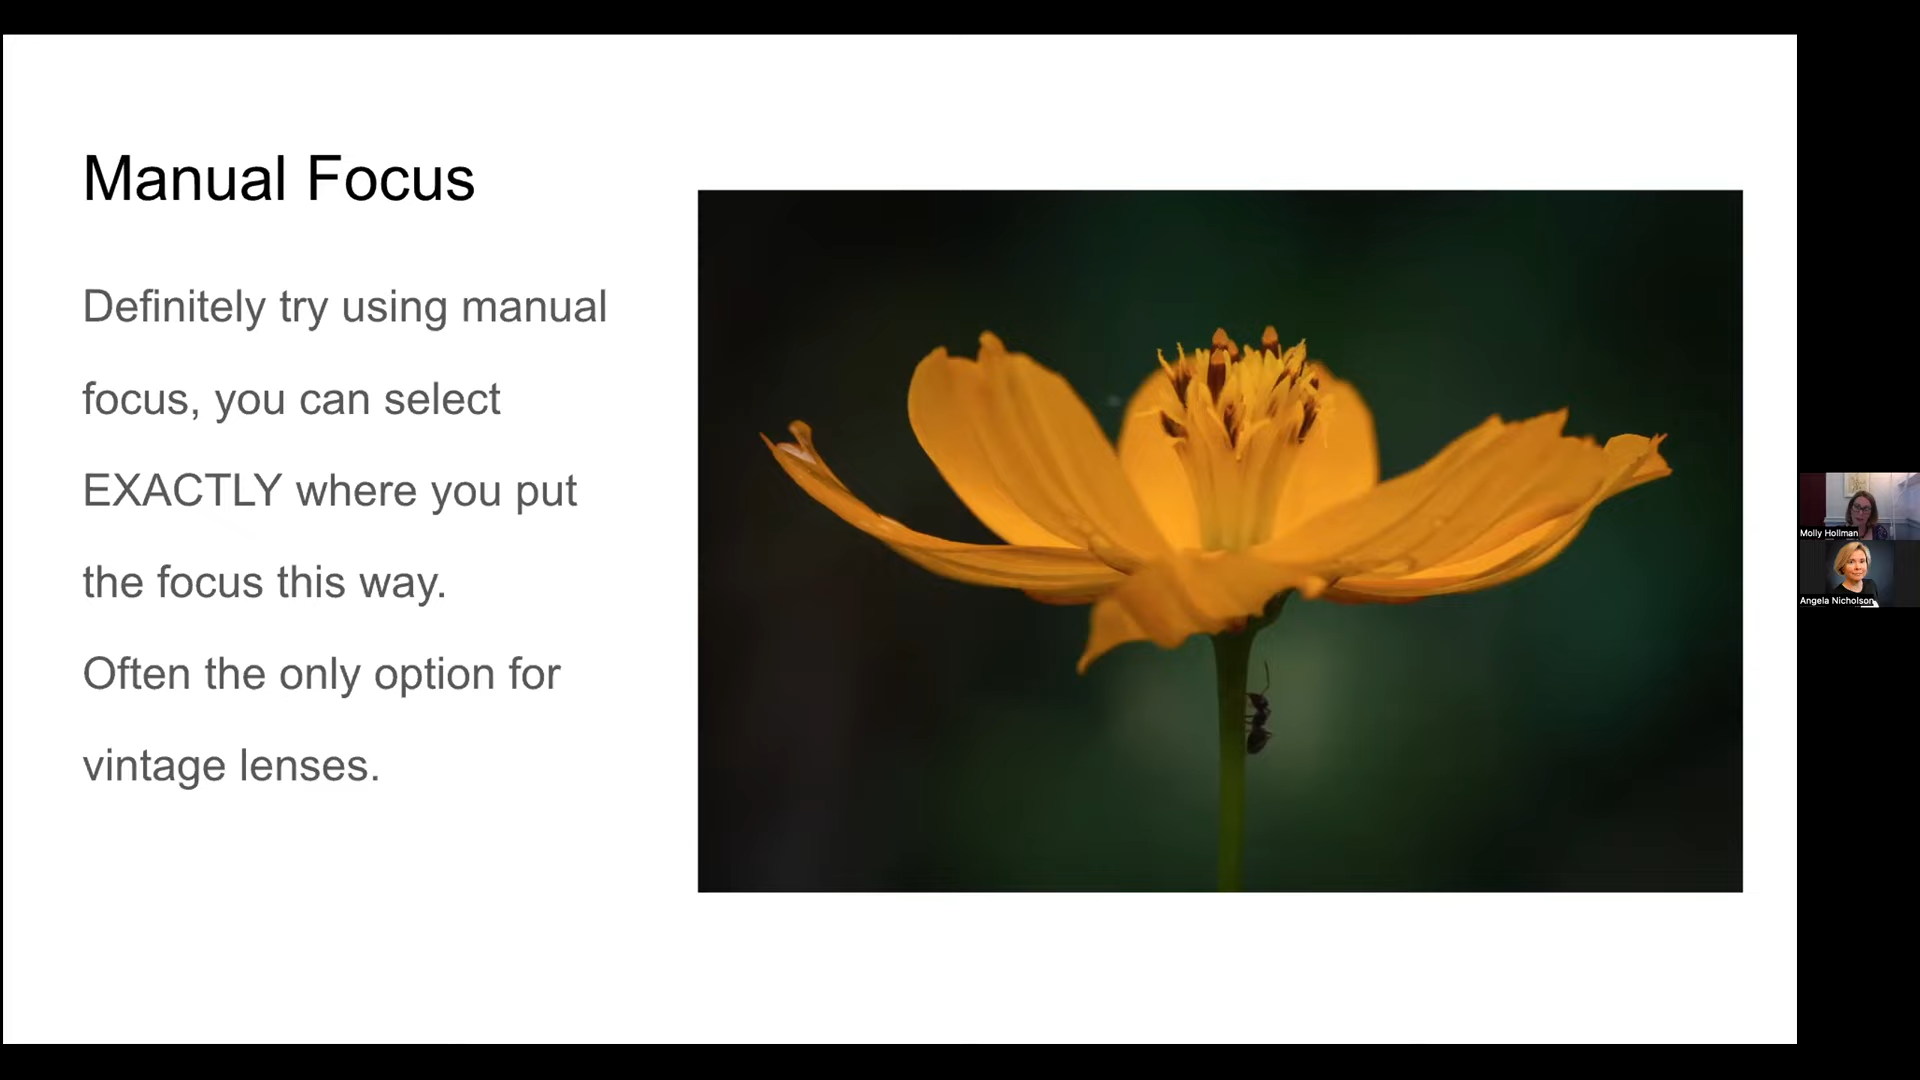 Manual Focus
Definitely try using manual
focus, you can select
EXACTLY where you put
the focus this way.
Often the only option for
vintage lenses.
Molly Hollman
Angela Nicholson